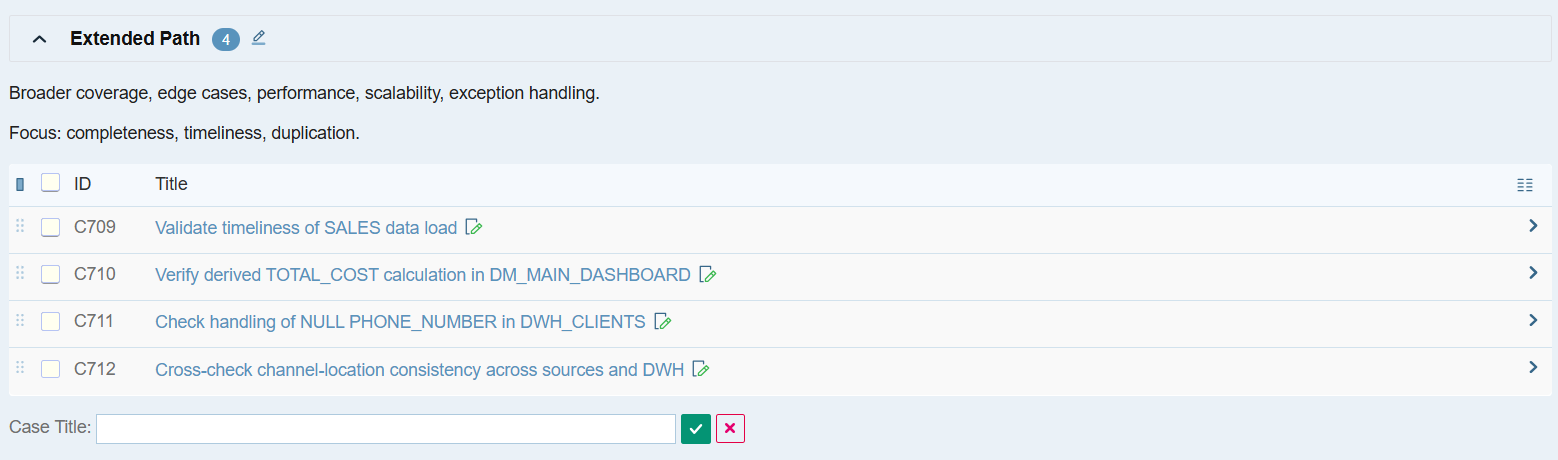 Extended Path 4
Broader coverage, edge cases, performance, scalability, exception handling.
Focus: completeness, timeliness, duplication.
ID Title
C709 Validate timeliness of SALES data load
C710 Verify derived TOTAL_COST calculation in DM_MAIN_DASHBOARD
C711 Check handling of NULL PHONE_NUMBER in DWH_CLIENTS
C712 Cross-check channel-location consistency across sources and DWH
Case Title: